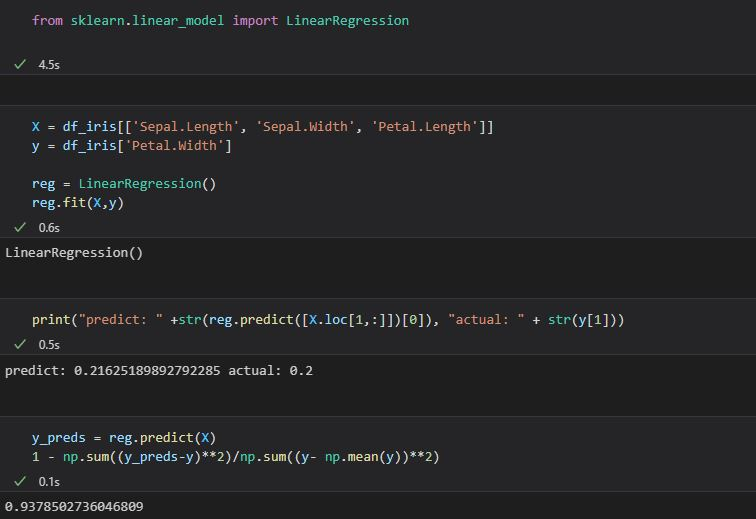 from sklearn.linear_model import LinearRegression
✓ 4.5s
X = df_iris[['Sepal.Length', 'Sepal.Width', 'Petal.Length']]
y = df_iris['Petal.Width']
reg = LinearRegression()
reg.fit(X,y)
✓ 0.6s
LinearRegression()
print("predict: " +str(reg.predict([X.loc[1,:]])[0]), "actual: " + str(y[1]))
✓ 0.5s
predict: 0.21625189892792285 actual: 0.2
y_preds = reg.predict(X)
1 - np.sum((y_preds-y)**2)/np.sum((y- np.mean(y))**2)
✓ 0.1s
0.9378502736046809